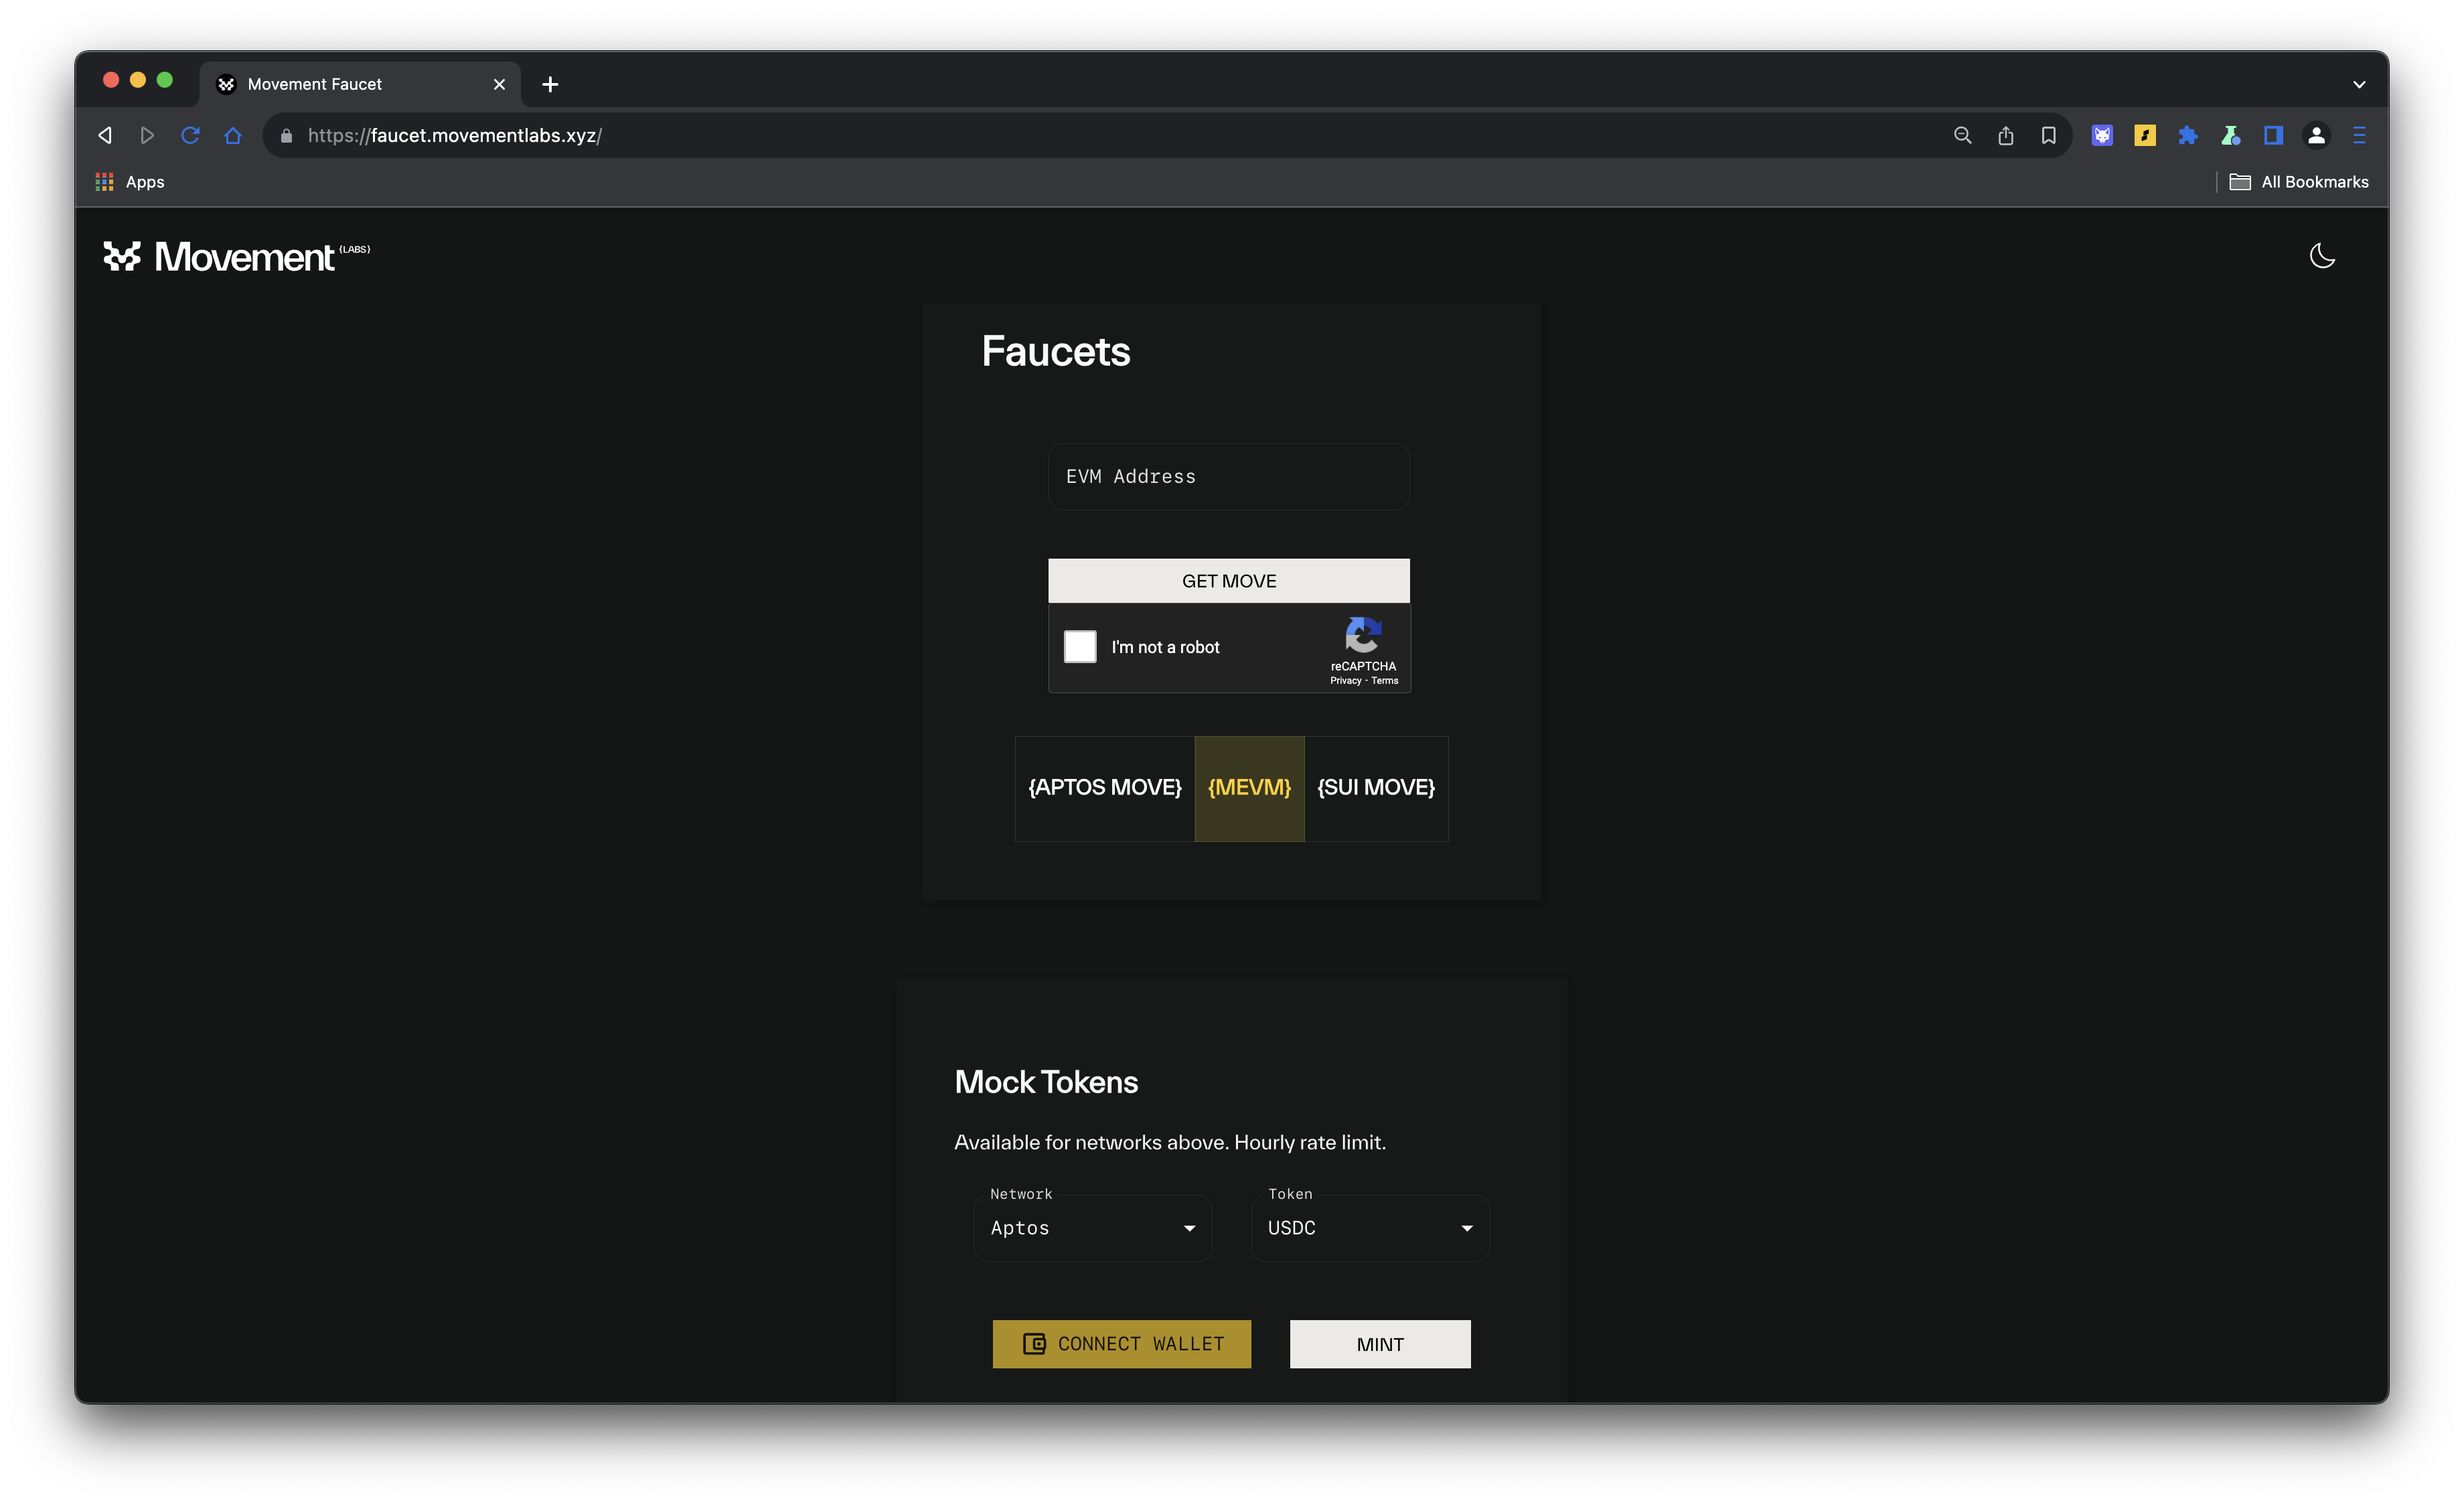 Movement Faucet
https://faucet.movementlabs.xyz/
Apps
All Bookmarks
Movement {LABS}
Faucets
EVM Address
GET MOVE
I'm not a robot
reCAPTCHA
Privacy - Terms
{APTOS MOVE} {MEVM} {SUI MOVE}
Mock Tokens
Available for networks above. Hourly rate limit.
Network Token
Aptos USDC
CONNECT WALLET MINT